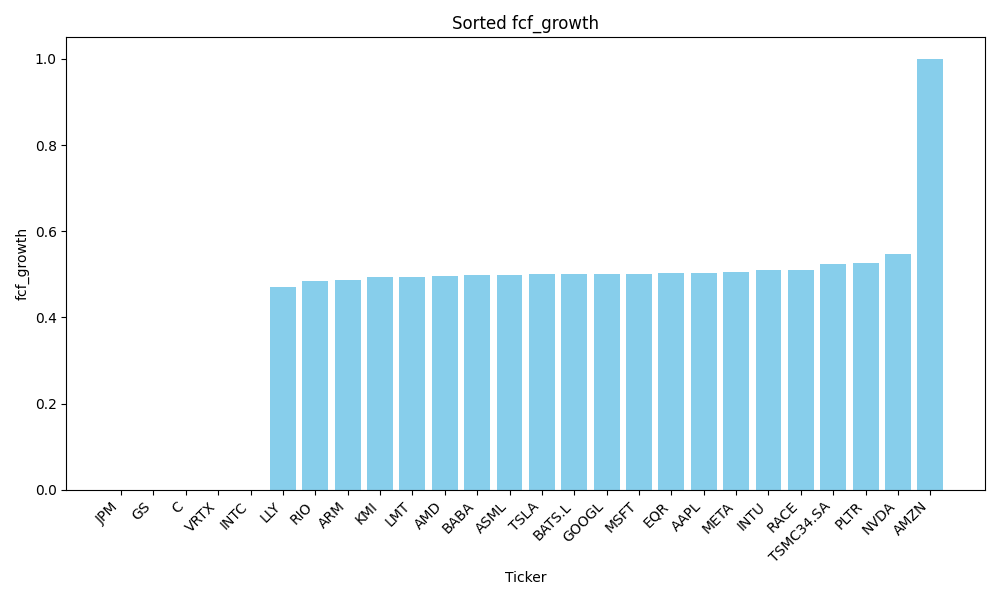 Sorted fcf_growth
fcf_growth
1.0
0.8
0.6
0.4
0.2
0.0
JPM
GS
C
VRTX
INTC
LLY
RIO
ARM
KMI
LMT
AMD
BABA
ASML
TSLA
BATS.L
GOOGL
MSFT
EQR
AAPL
META
INTU
RACE
TSMC34.SA
PLTR
NVDA
AMZN
Ticker